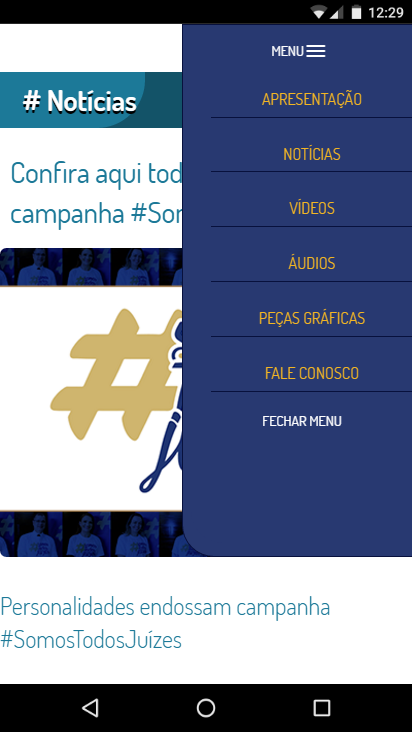 12:29
MENU
# Notícias
APRESENTAÇÃO
NOTÍCIAS
Confira aqui tod
campanha #Som
VÍDEOS
ÁUDIOS
PEÇAS GRÁFICAS
FALE CONOSCO
FECHAR MENU
Personalidades endossam campanha
#SomosTodosJuízes